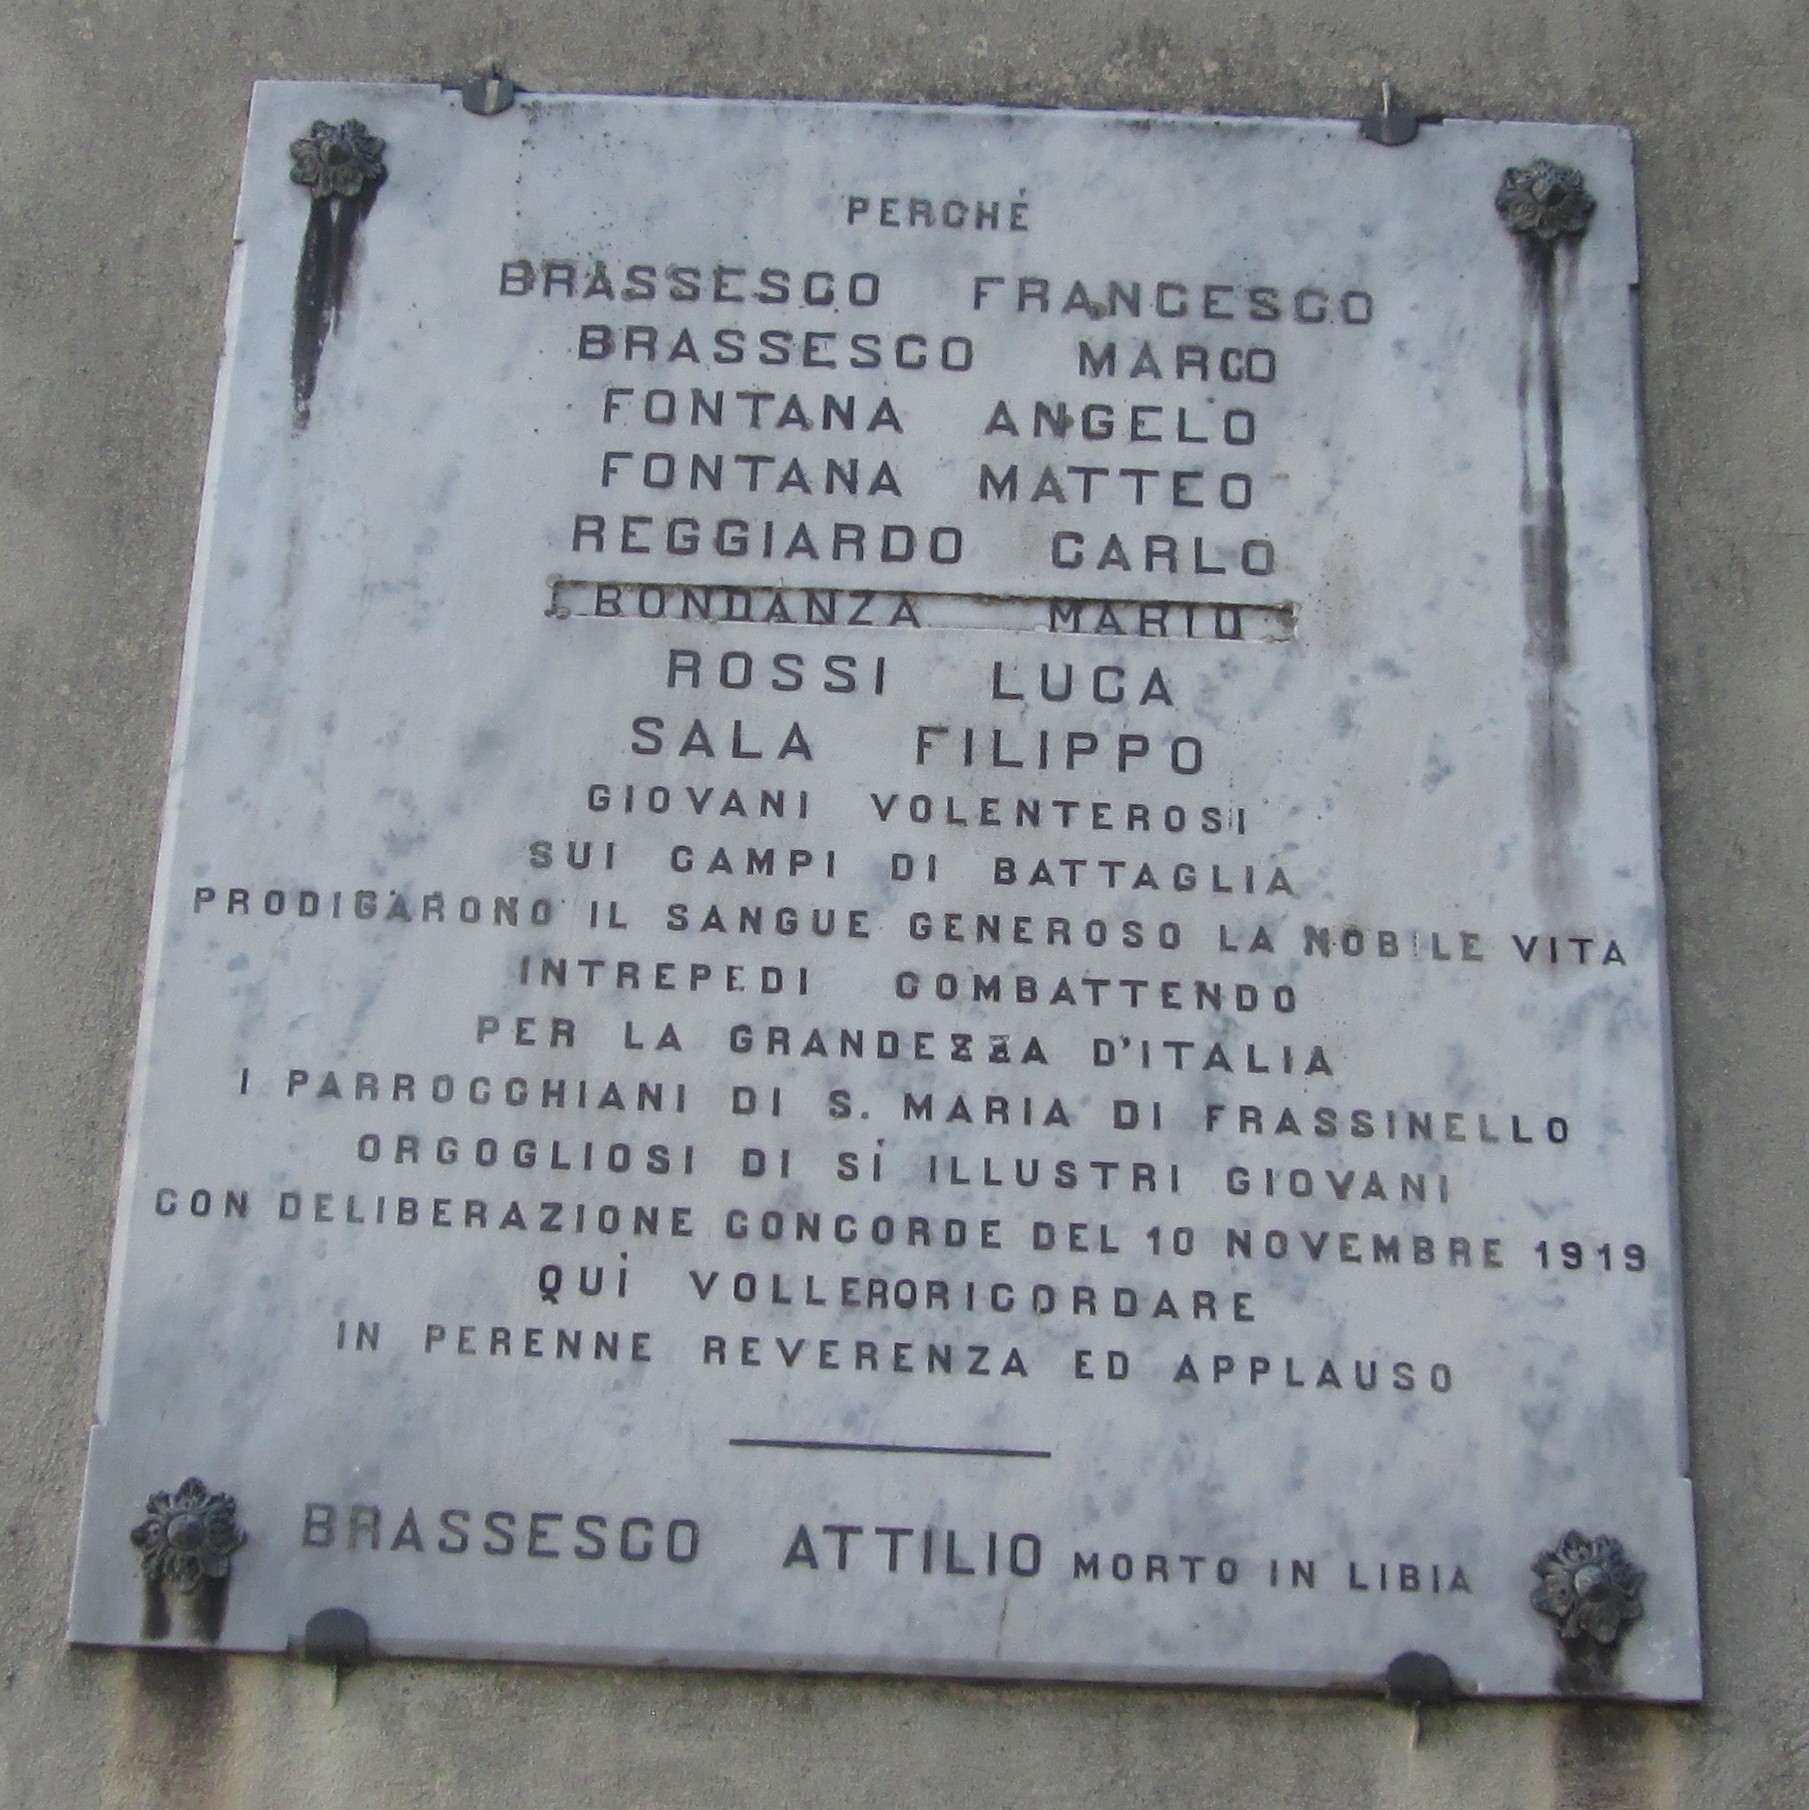 PERCHÉ
BRASSESCO FRANCESCO
BRASSESCO MARCO
FONTANA ANGELO
FONTANA MATTEO
REGGIARDO CARLO
BONDANZA MARIO
ROSSI LUCA
SALA FILIPPO
GIOVANI VOLENTEROSI
SUI CAMPI DI BATTAGLIA
PRODIGARONO IL SANGUE GENEROSO LA NOBILE VITA
INTREPEDI COMBATTENDO
PER LA GRANDEZZA D'ITALIA
I PARROCCHIANI DI S. MARIA DI FRASSINELLO
ORGOGLIOSI DI SÍ ILLUSTRI GIOVANI
CON DELIBERAZIONE CONCORDE DEL 10 NOVEMBRE 1919
QUÍ VOLLERORICORDARE
IN PERENNE REVERENZA ED APPLAUSO
BRASSESCO ATTILIO MORTO IN LIBIA